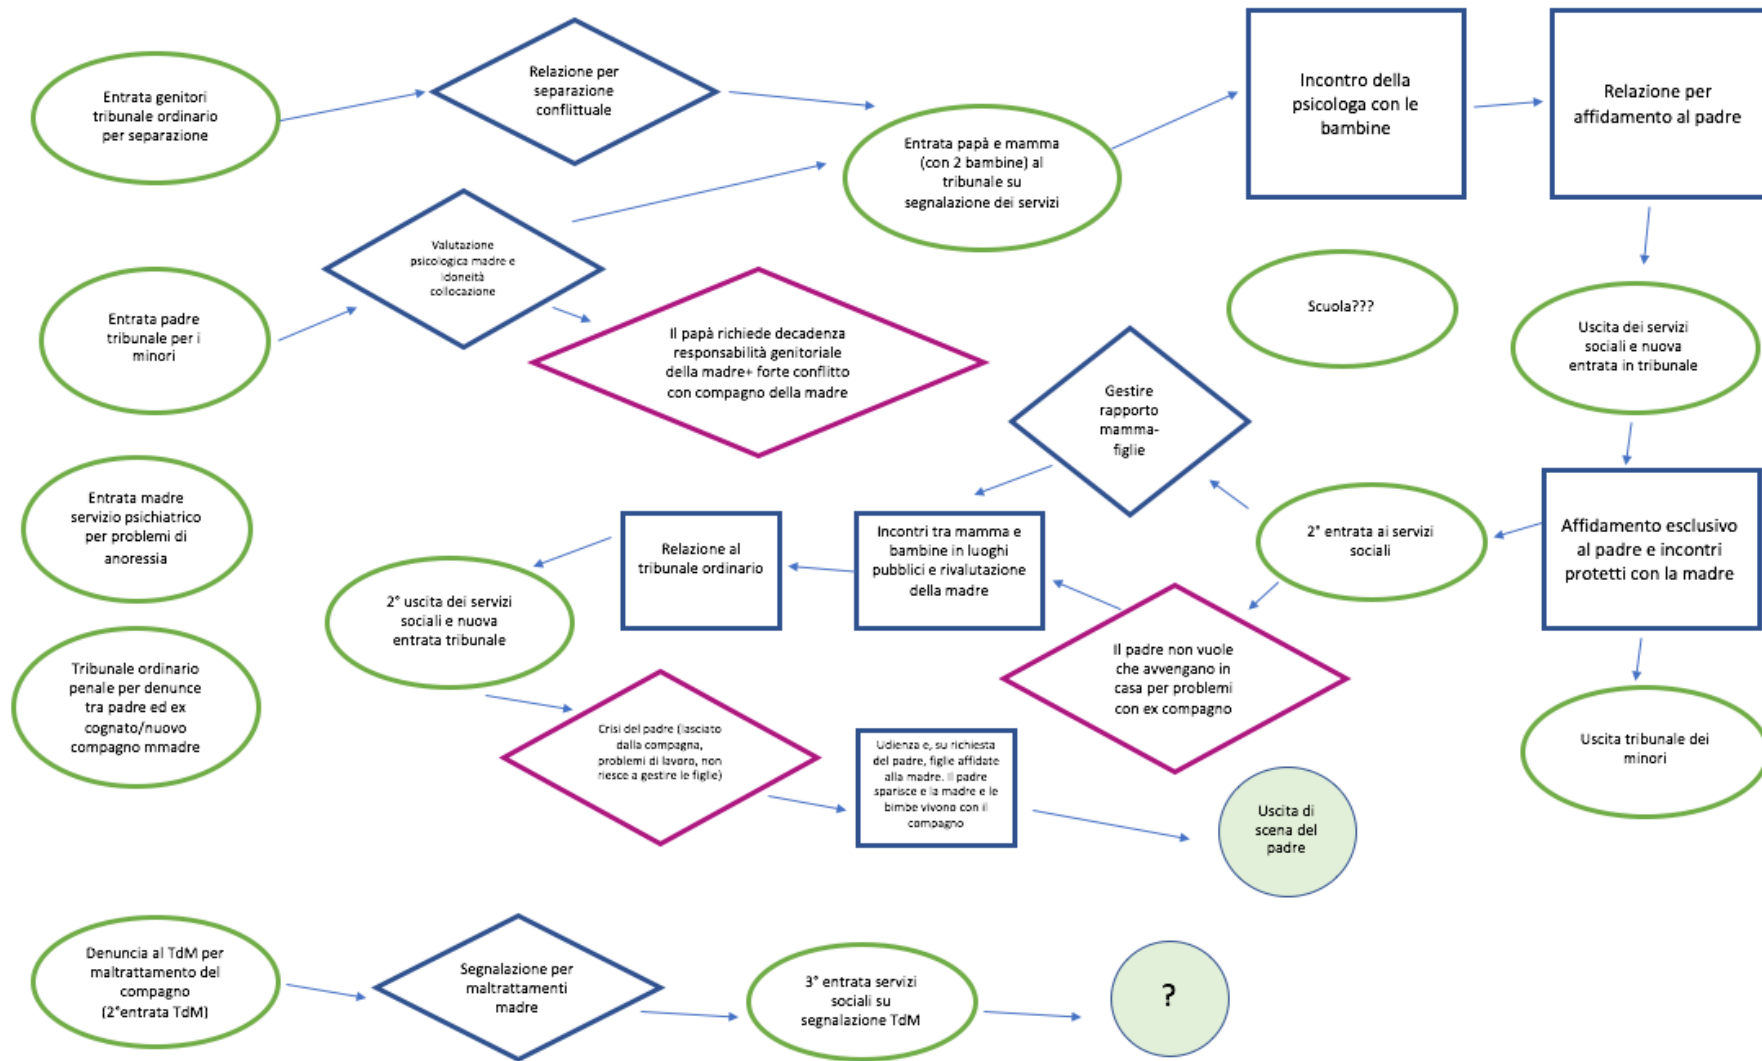 Entrata genitori
tribunale ordinario
per separazione
Relazione per
separazione
conflittuale
Entrata papà e mamma
(con 2 bambine) al
tribunale su
segnalazione dei servizi
Incontro della
psicologa con le
bambine
Relazione per
affidamento al padre
Entrata padre
tribunale per i
minori
Valutazione
psicologica madre e
idoneità
collocazione
Il papà richiede decadenza
responsabilità genitoriale
della madre+ forte conflitto
con compagno della madre
Scuola???
Uscita dei servizi
sociali e nuova
entrata in tribunale
Gestire
rapporto
mamma-
figlie
Entrata madre
servizio psichiatrico
per problemi di
anoressia
2° uscita dei servizi
sociali e nuova
entrata tribunale
Relazione al
tribunale ordinario
Incontri tra mamma e
bambine in luoghi
pubblici e rivalutazione
della madre
2° entrata ai servizi
sociali
Affidamento esclusivo
al padre e incontri
protetti con la madre
Tribunale ordinario
penale per denunce
tra padre ed ex
cognato/nuovo
compagno mmadre
Crisi del padre (lasciato
dalla compagna,
problemi di lavoro, non
riesce a gestire le figlie)
Udienza e, su richiesta
del padre, figlie affidate
alla madre. Il padre
sparisce e la madre e le
bimbe vivono con il
compagno
Il padre non vuole
che avvengano in
casa per problemi
con ex compagno
Uscita di
scena del
padre
Uscita tribunale dei
minori
Denuncia al TdM per
maltrattamento del
compagno
(2°entrata TdM)
Segnalazione per
maltrattamenti
madre
3° entrata servizi
sociali su
segnalazione TdM
?